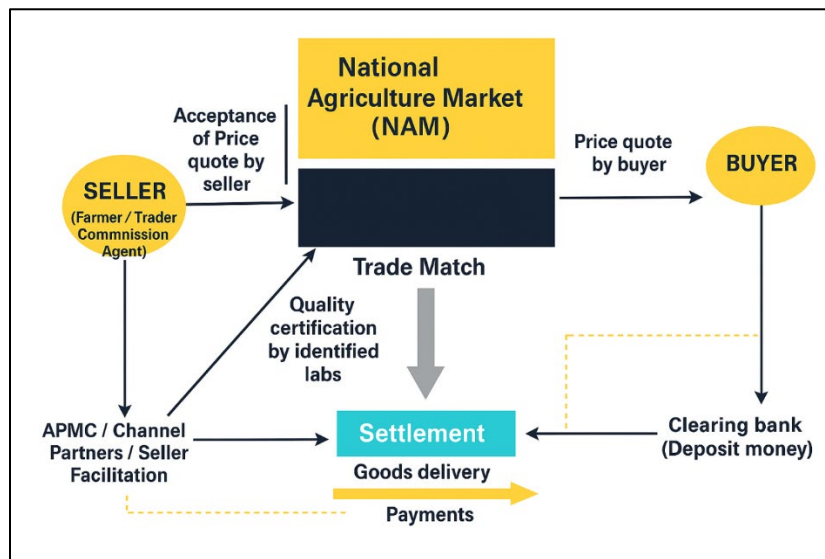 National
Agriculture Market
(NAM)
Acceptance
of Price
quote by
seller
Price quote
by buyer
BUYER
SELLER
(Farmer / Trader
Commnission
Agent)
Trade Match
Quality
certification
by identified
labs
APMC / Channel
Partners / Seller
Facilitation
Settlement
Clearing bank
(Deposit money)
Goods delivery
Payments